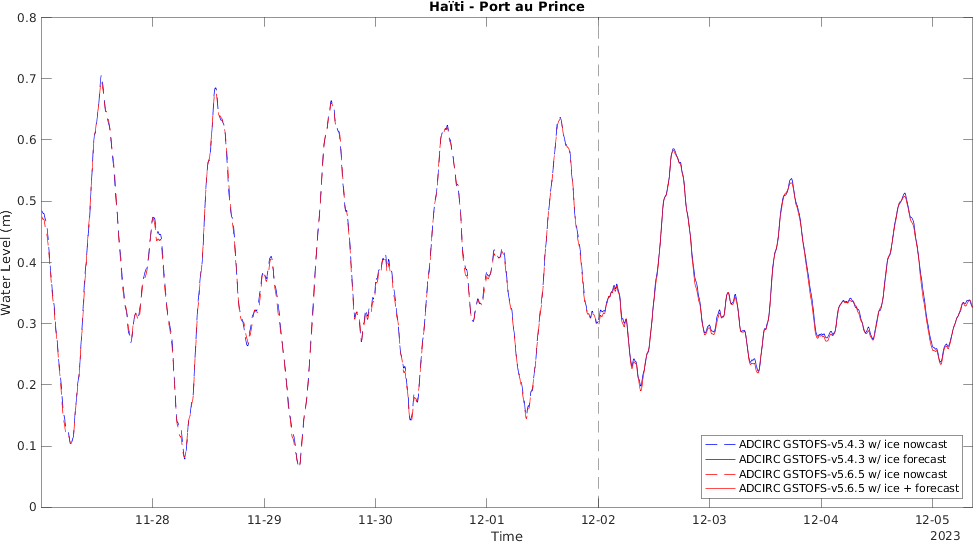 Haïti - Port au Prince
0.8
0.7
0.6
0.5
0.4
0.3
0.2
0.1
0
Water Level (m)
11-28
11-29
11-30
12-01
12-02
12-03
12-04
12-05
Time
2023
ADCIRC GSTOFS-v5.4.3 w/ ice nowcast
ADCIRC GSTOFS-v5.4.3 w/ ice forecast
ADCIRC GSTOFS-v5.6.5 w/ ice nowcast
ADCIRC GSTOFS-v5.6.5 w/ ice + forecast